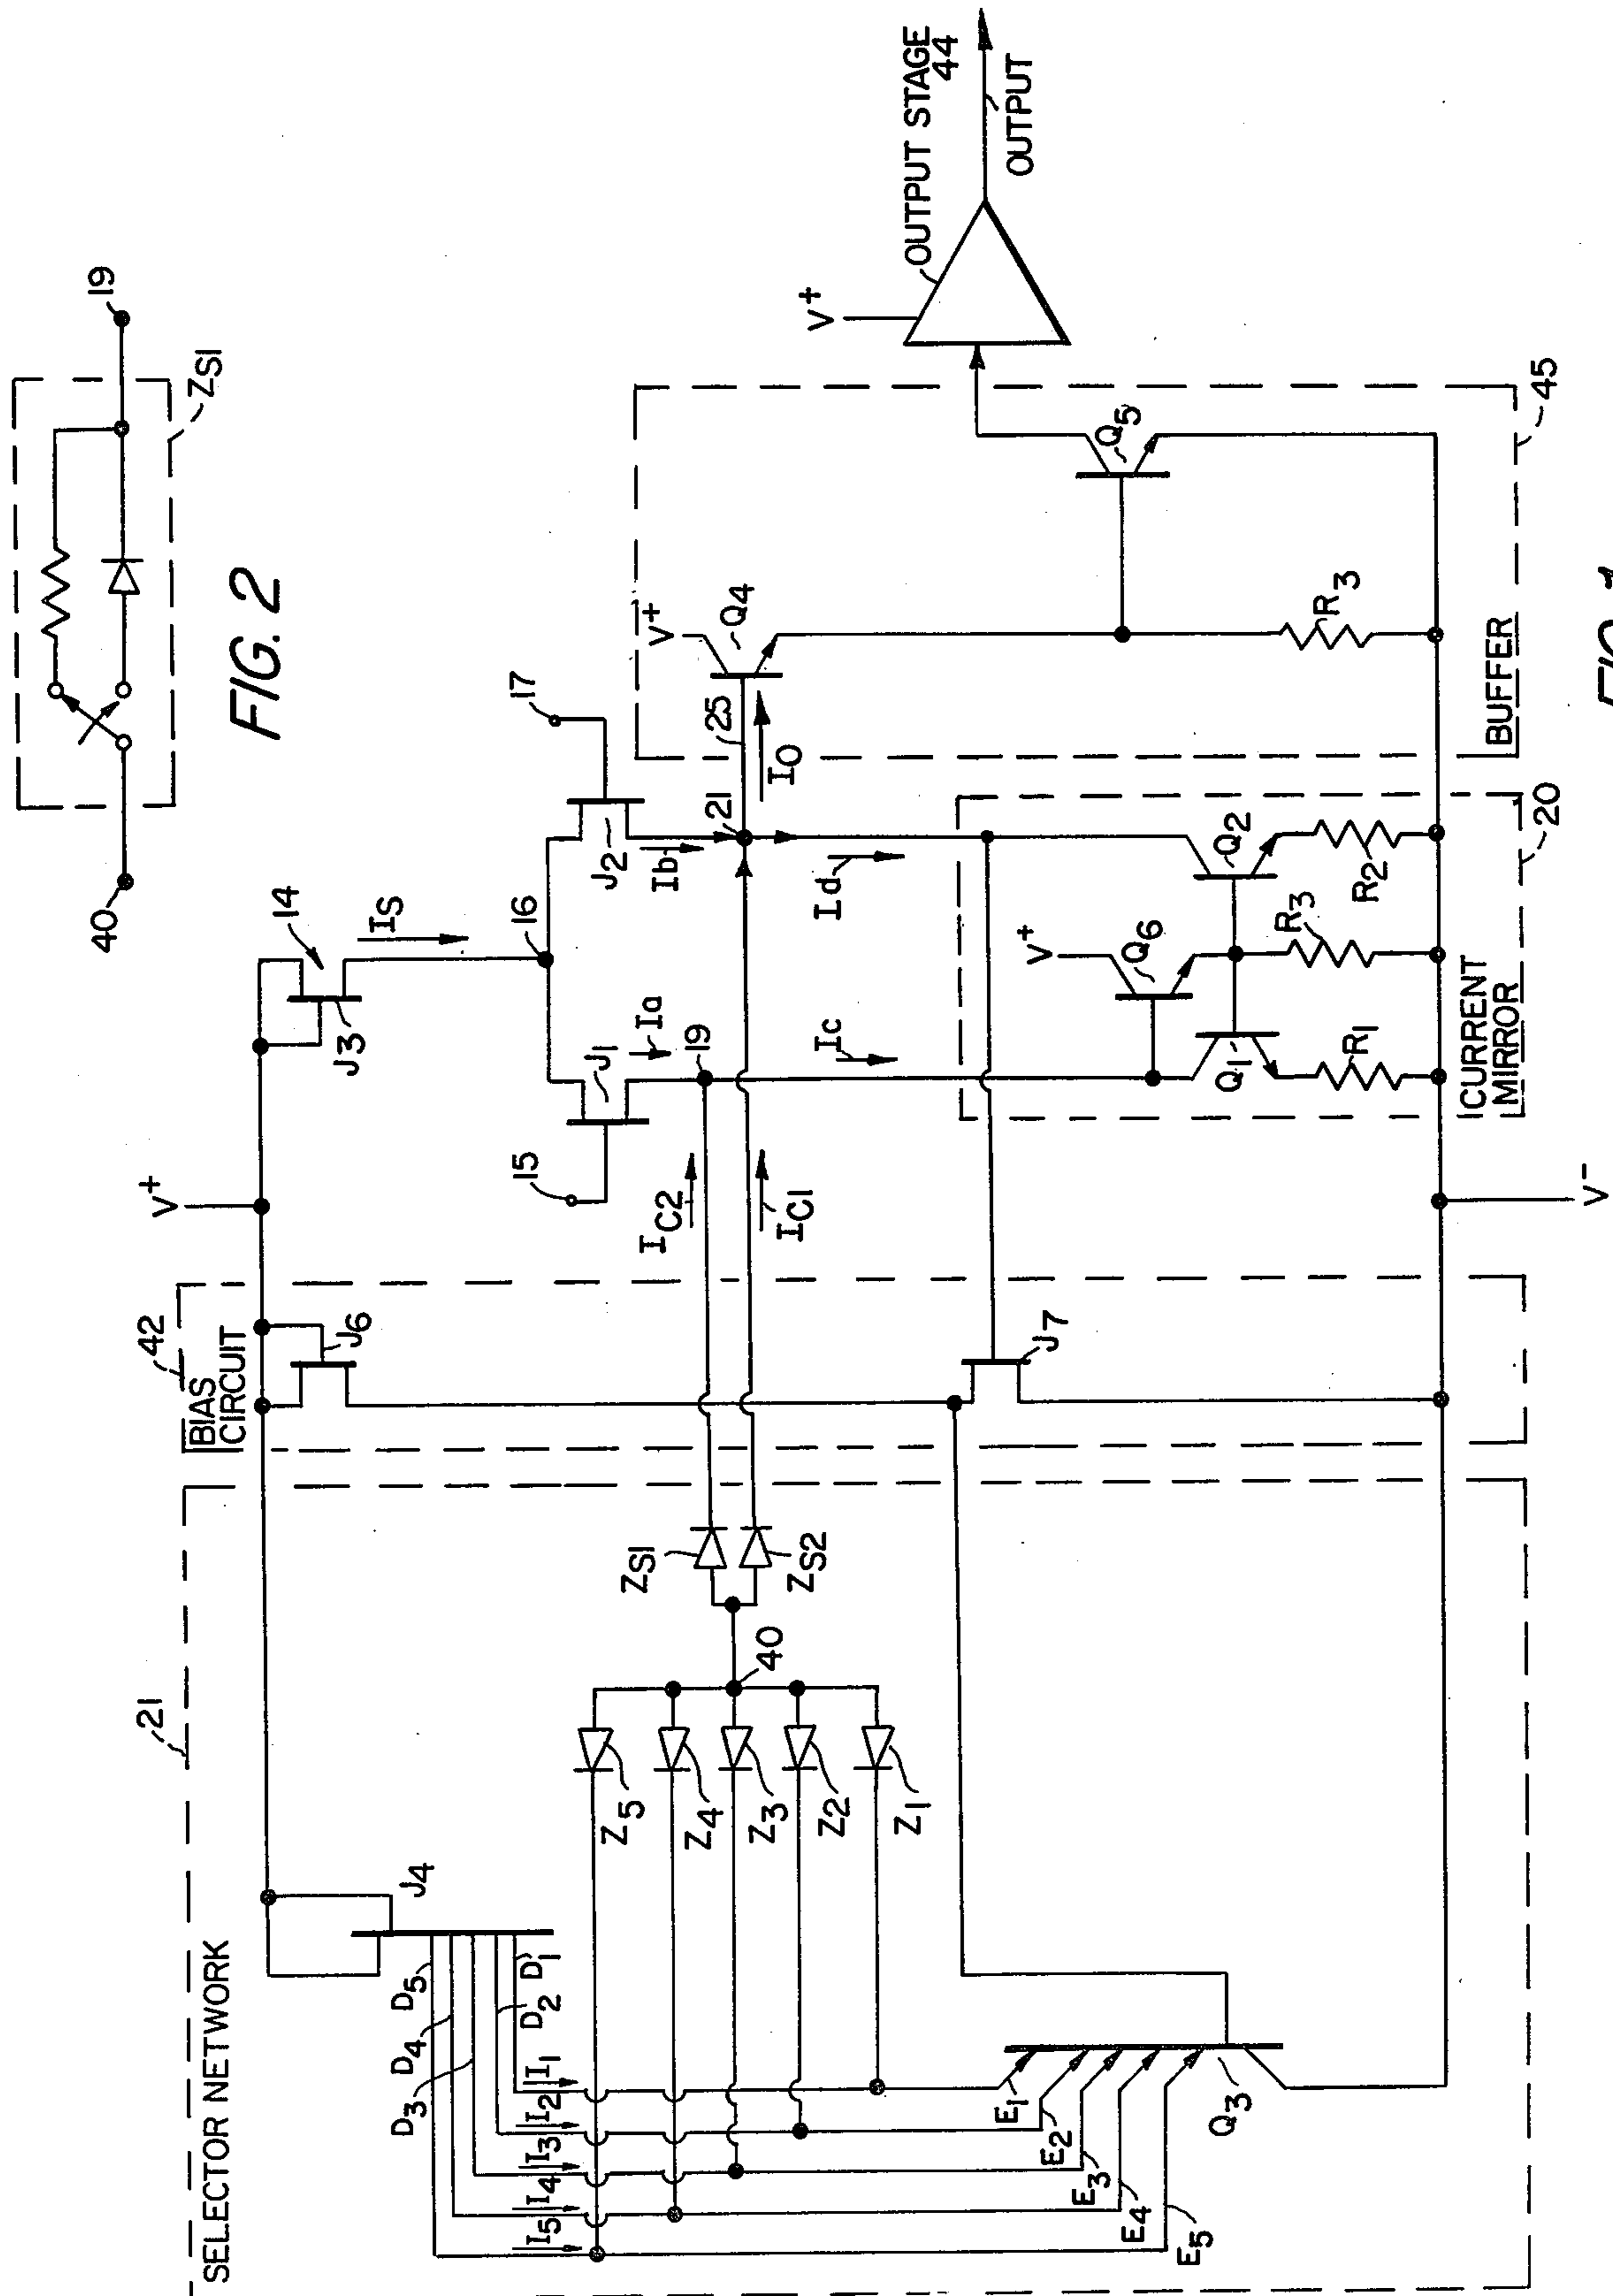 40
19
ZS1
FIG. 2
SELECTOR NETWORK
21
BIAS
CIRCUIT
42
V+
J4
D5
D4
D3
D2
D1
I5
I4
I3
I2
I1
Z5
Z4
Z3
Z2
Z1
40
ZS1
ZS2
E1
E2
E3
E4
E5
Q3
J6
J7
IC2
IC1
14
J3
IS
16
15
J1
Ia
19
Ic
J2
17
Ib
21
25
IO
Id
V+
Q6
Q1
Q2
R1
R3
R2
CURRENT
MIRROR
20
V-
V+
Q4
Q5
R3
BUFFER
45
V+
OUTPUT STAGE
44
OUTPUT